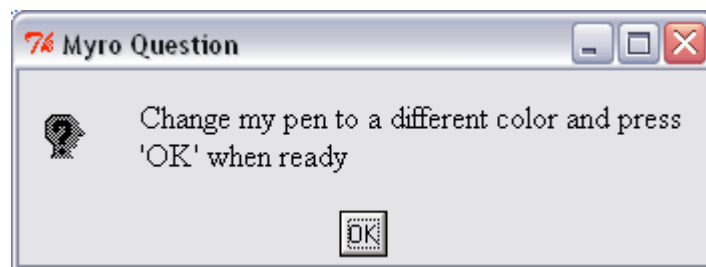 Myro Question
Change my pen to a different color and press
'OK' when ready
OK